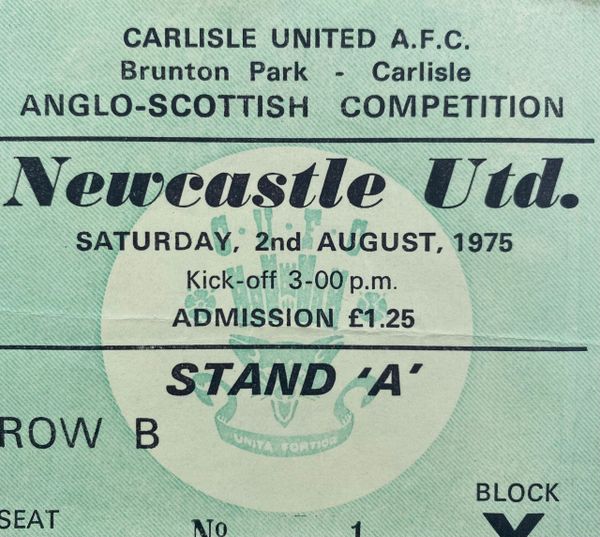 CARLISLE UNITED A.F.C.
Brunton Park - Carlisle
ANGLO-SCOTTISH COMPETITION
Newcastle Utd.
SATURDAY, 2nd AUGUST, 1975
C.U.F.C
Kick-off 3-00 p.m.
ADMISSION £1.25
STAND 'A'
ROW B
UNITA FORTIOR
BLOCK
SEAT
No 1
X